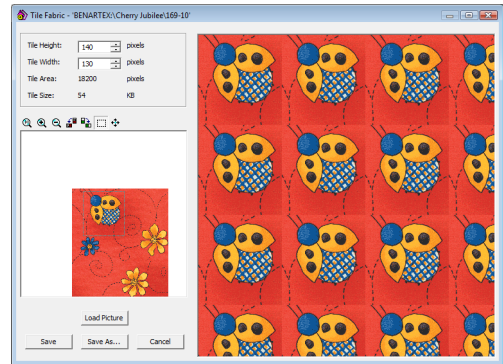 Tile Fabric - 'BENARTEX:\Cherry Jubilee\169-10'
Tile Height: 140 pixels
Tile Width: 130 pixels
Tile Area: 18200 pixels
Tile Size: 54 KB
Load Picture
Save Save As... Cancel